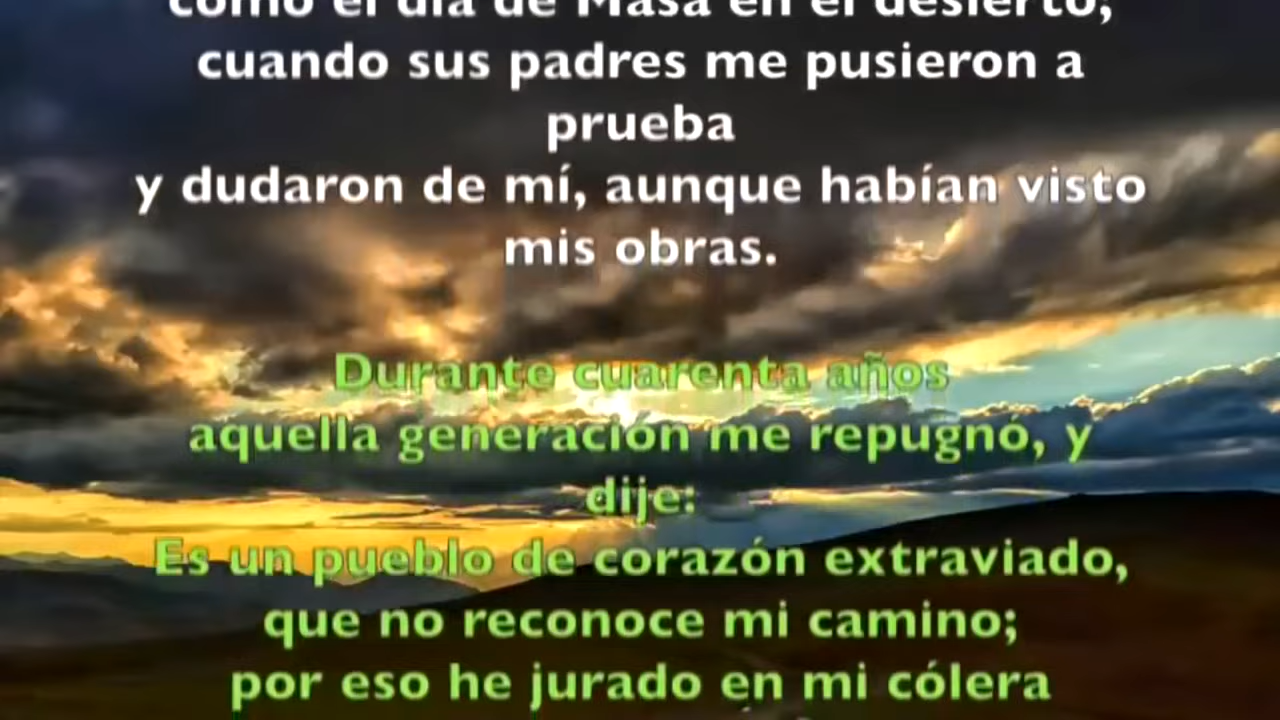 como el día de Masá en el desierto,
cuando sus padres me pusieron a
prueba
y dudaron de mí, aunque habían visto
mis obras.
Durante cuarenta años
aquella generación me repugnó, y
dije:
Es un pueblo de corazón extraviado,
que no reconoce mi camino;
por eso he jurado en mi cólera